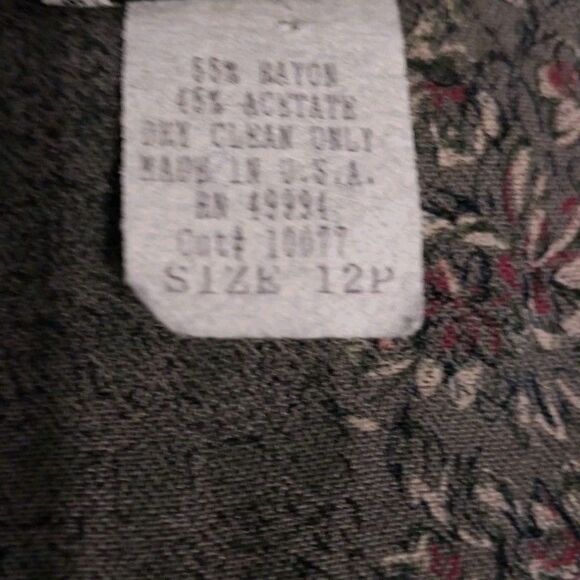 55% RAYON
45% ACETATE
DRY CLEAN ONLY
MADE IN U.S.A.
RN 49994
Cut# 10077
SIZE 12P